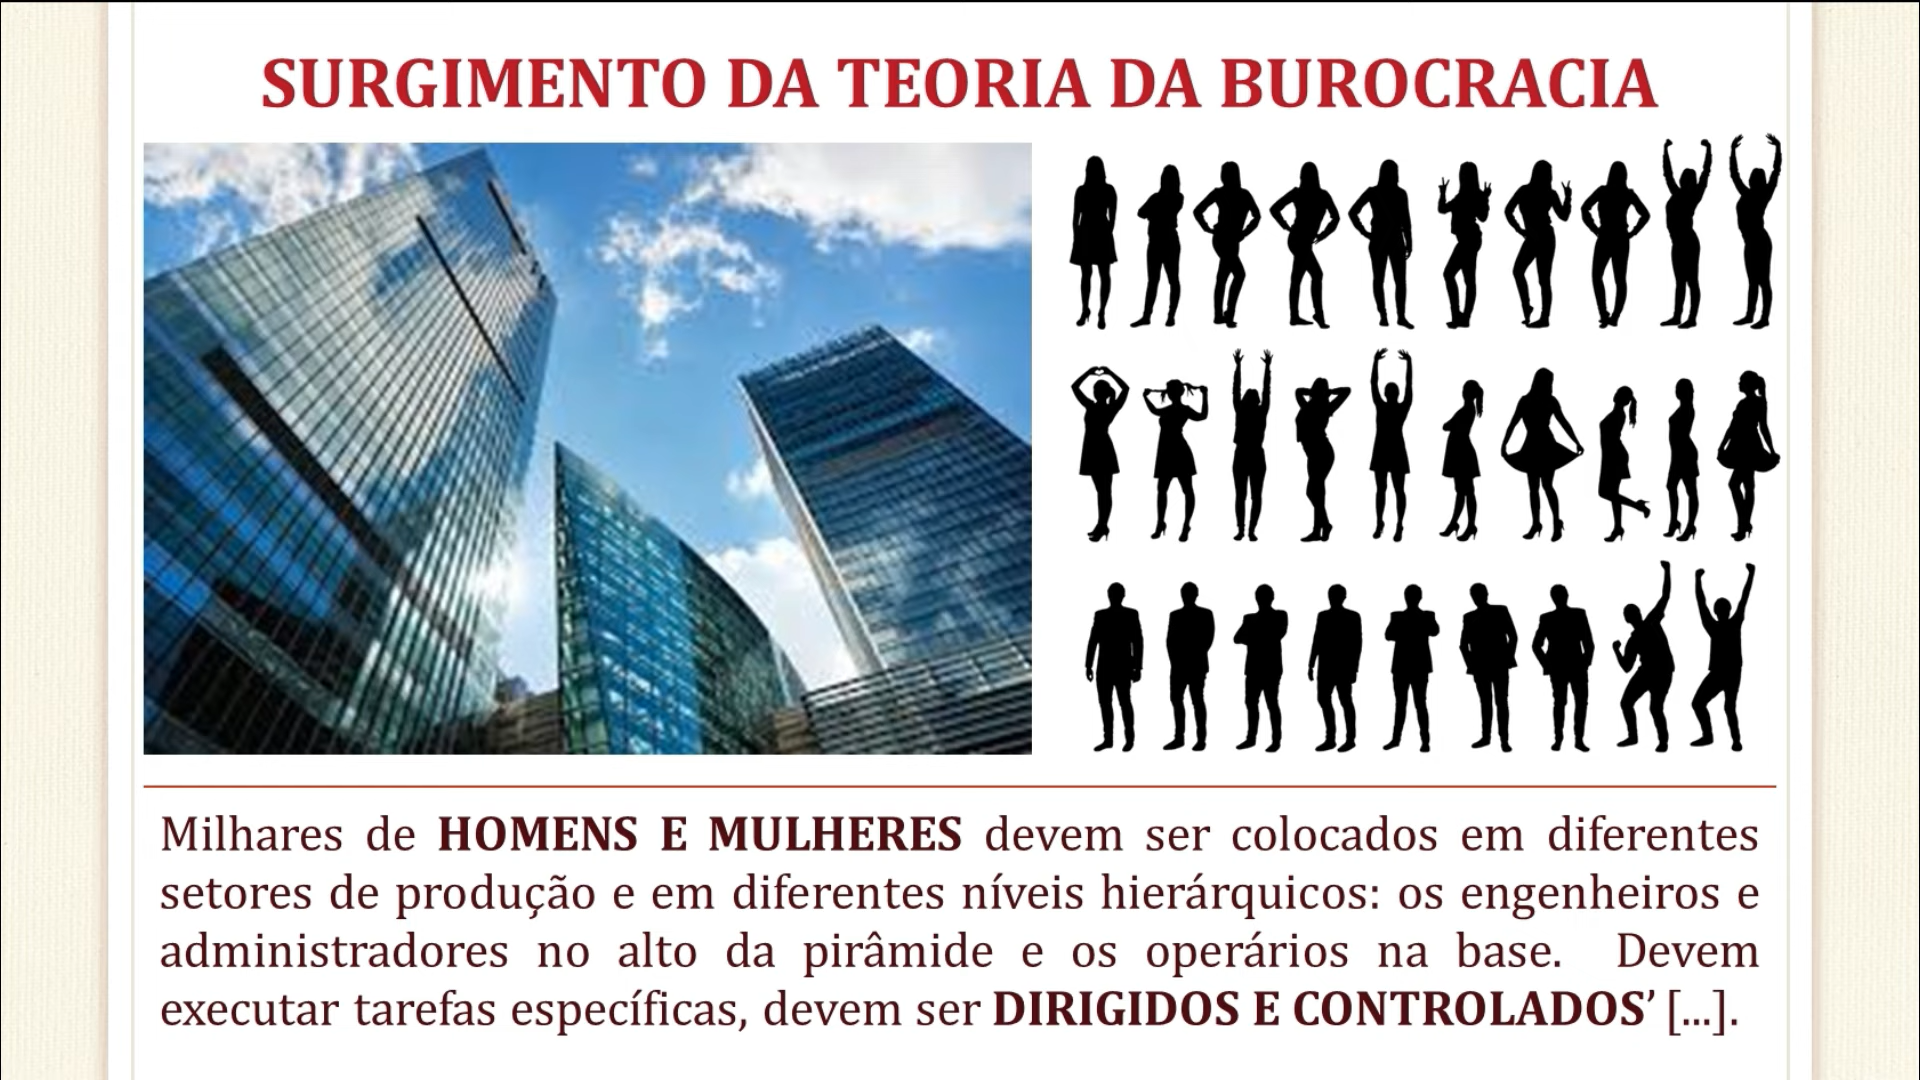 SURGIMENTO DA TEORIA DA BUROCRACIA
Milhares de HOMENS E MULHERES devem ser colocados em diferentes
setores de produção e em diferentes níveis hierárquicos: os engenheiros e
administradores no alto da pirâmide e os operários na base. Devem
executar tarefas específicas, devem ser DIRIGIDOS E CONTROLADOS’ [...].